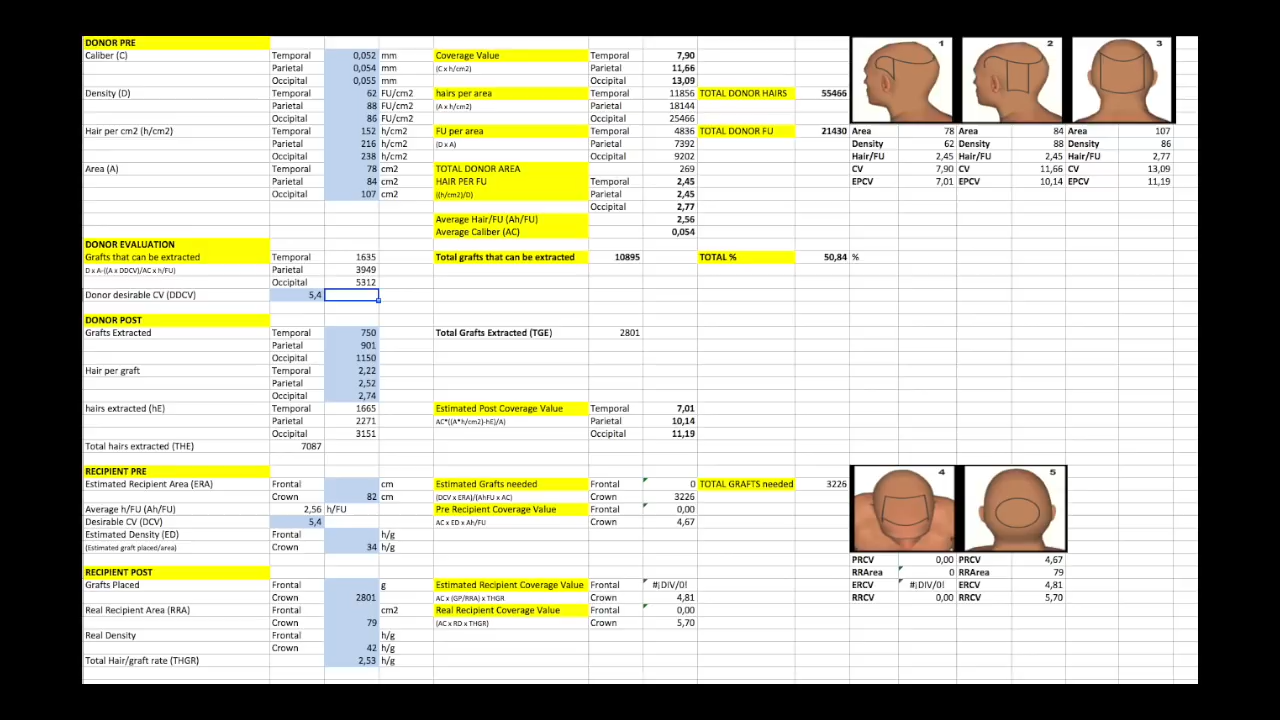 DONOR PRE 1 2 3
Caliber (C) Temporal 0,052 mm Coverage Value Temporal 7,90
Parietal 0,054 mm (C x h/cm2) Parietal 11,66
Occipital 0,055 mm Occipital 13,09
Density (D) Temporal 62 FU/cm2 hairs per area Temporal 11856 TOTAL DONOR HAIRS 55466
Parietal 88 FU/cm2 (A x h/cm2) Parietal 18144
Occipital 86 FU/cm2 Occipital 25466
Hair per cm2 (h/cm2) Temporal 152 h/cm2 FU per area Temporal 4836 TOTAL DONOR FU 21430 Area 78 Area 84 Area 107
Parietal 216 h/cm2 (D x A) Parietal 7392 Density 62 Density 88 Density 86
Occipital 238 h/cm2 Occipital 9202 Hair/FU 2,45 Hair/FU 2,45 Hair/FU 2,77
Area (A) Temporal 78 cm2 TOTAL DONOR AREA 269 CV 7,90 CV 11,66 CV 13,09
Parietal 84 cm2 HAIR PER FU Temporal 2,45 EPCV 7,01 EPCV 10,14 EPCV 11,19
Occipital 107 cm2 ((h/cm2)/D) Parietal 2,45
Occipital 2,77
Average Hair/FU (Ah/FU) 2,56
Average Caliber (AC) 0,054
DONOR EVALUATION
Grafts that can be extracted Temporal 1635 Total grafts that can be extracted 10895 TOTAL % 50,84 %
D x A-((A x DDCV)/AC x h/FU) Parietal 3949
Occipital 5312
Donor desirable CV (DDCV) 5,4
DONOR POST
Grafts Extracted Temporal 750 Total Grafts Extracted (TGE) 2801
Parietal 901
Occipital 1150
Hair per graft Temporal 2,22
Parietal 2,52
Occipital 2,74
hairs extracted (hE) Temporal 1665 Estimated Post Coverage Value Temporal 7,01
Parietal 2271 AC*((A*h/cm2)-hE)/A) Parietal 10,14
Occipital 3151 Occipital 11,19
Total hairs extracted (THE) 7087
RECIPIENT PRE 4 5
Estimated Recipient Area (ERA) Frontal cm Estimated Grafts needed Frontal 0 TOTAL GRAFTS needed 3226
Crown 82 cm (DCV x ERA)/(AhFU x AC) Crown 3226
Average h/FU (Ah/FU) 2,56 h/FU Pre Recipient Coverage Value Frontal 0,00
Desirable CV (DCV) 5,4 AC x ED x Ah/FU Crown 4,67
Estimated Density (ED) Frontal h/g
(Estimated graft placed/area) Crown 34 h/g
PRCV 0,00 PRCV 4,67
RECIPIENT POST RRArea 0 RRArea 79
Grafts Placed Frontal g Estimated Recipient Coverage Value Frontal #¡DIV/0! ERCV #¡DIV/0! ERCV 4,81
Crown 2801 AC x (GP/RRA) x THGR Crown 4,81 RRCV 0,00 RRCV 5,70
Real Recipient Area (RRA) Frontal cm2 Real Recipient Coverage Value Frontal 0,00
Crown 79 (AC x RD x THGR) Crown 5,70
Real Density Frontal h/g
Crown 42 h/g
Total Hair/graft rate (THGR) 2,53 h/g